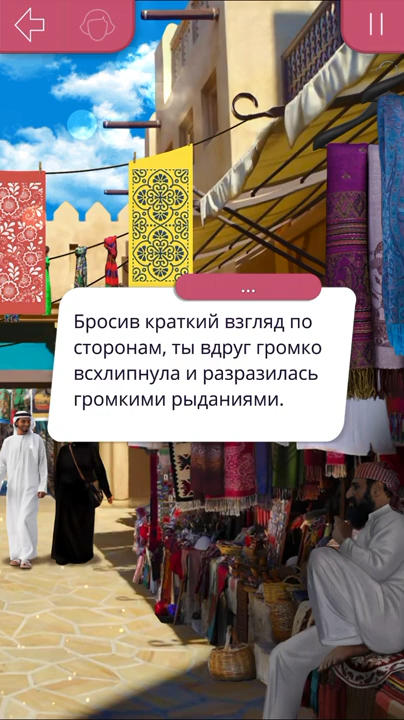 ...
Бросив краткий взгляд по
сторонам, ты вдруг громко
всхлипнула и разразилась
громкими рыданиями.